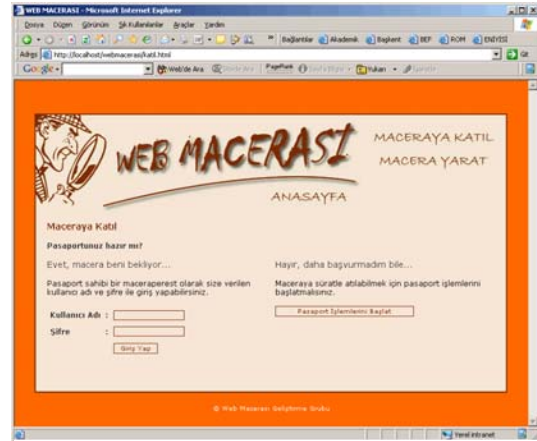 WEB MACERASI - Microsoft Internet Explorer
Dosya Düzen Görünüm Sık Kullanılanlar Araçlar Yardım
Bağlantılar Akademik Başkent BEF ROM ENIYISI
Adres http://localhost/webmacerasi/katil.html Git
Google Web'de Ara PageRank Yukarı
WEB MACERASI
MACERAYA KATIL
MACERA YARAT
ANASAYFA
Maceraya Katıl
Pasaportunuz hazır mı?
Evet, macera beni bekliyor...
Pasaport sahibi bir maceraperest olarak size verilen
kullanıcı adı ve şifre ile giriş yapabilirsiniz.
Kullanıcı Adı :
Şifre :
Giriş Yap
Hayır, daha başvurmadım bile...
Maceraya süratle atılabilmek için pasaport işlemlerini
başlatmalısınız.
Pasaport İşlemlerini Başlat
© Web Macerası Geliştirme Grubu
Yerel intranet